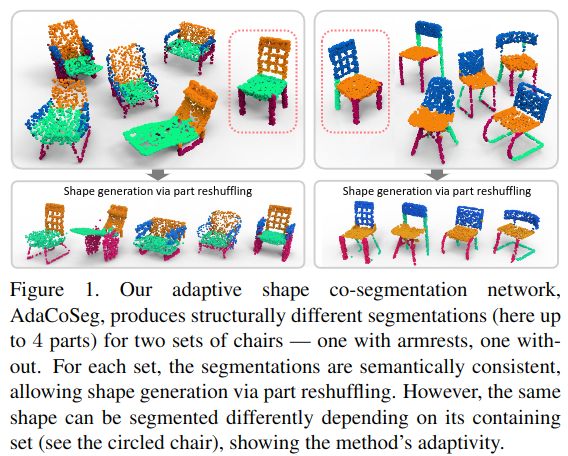 Shape generation via part reshuffling
Shape generation via part reshuffling
Figure 1. Our adaptive shape co-segmentation network,
AdaCoSeg, produces structurally different segmentations (here up
to 4 parts) for two sets of chairs — one with armrests, one with-
out. For each set, the segmentations are semantically consistent,
allowing shape generation via part reshuffling. However, the same
shape can be segmented differently depending on its containing
set (see the circled chair), showing the method's adaptivity.